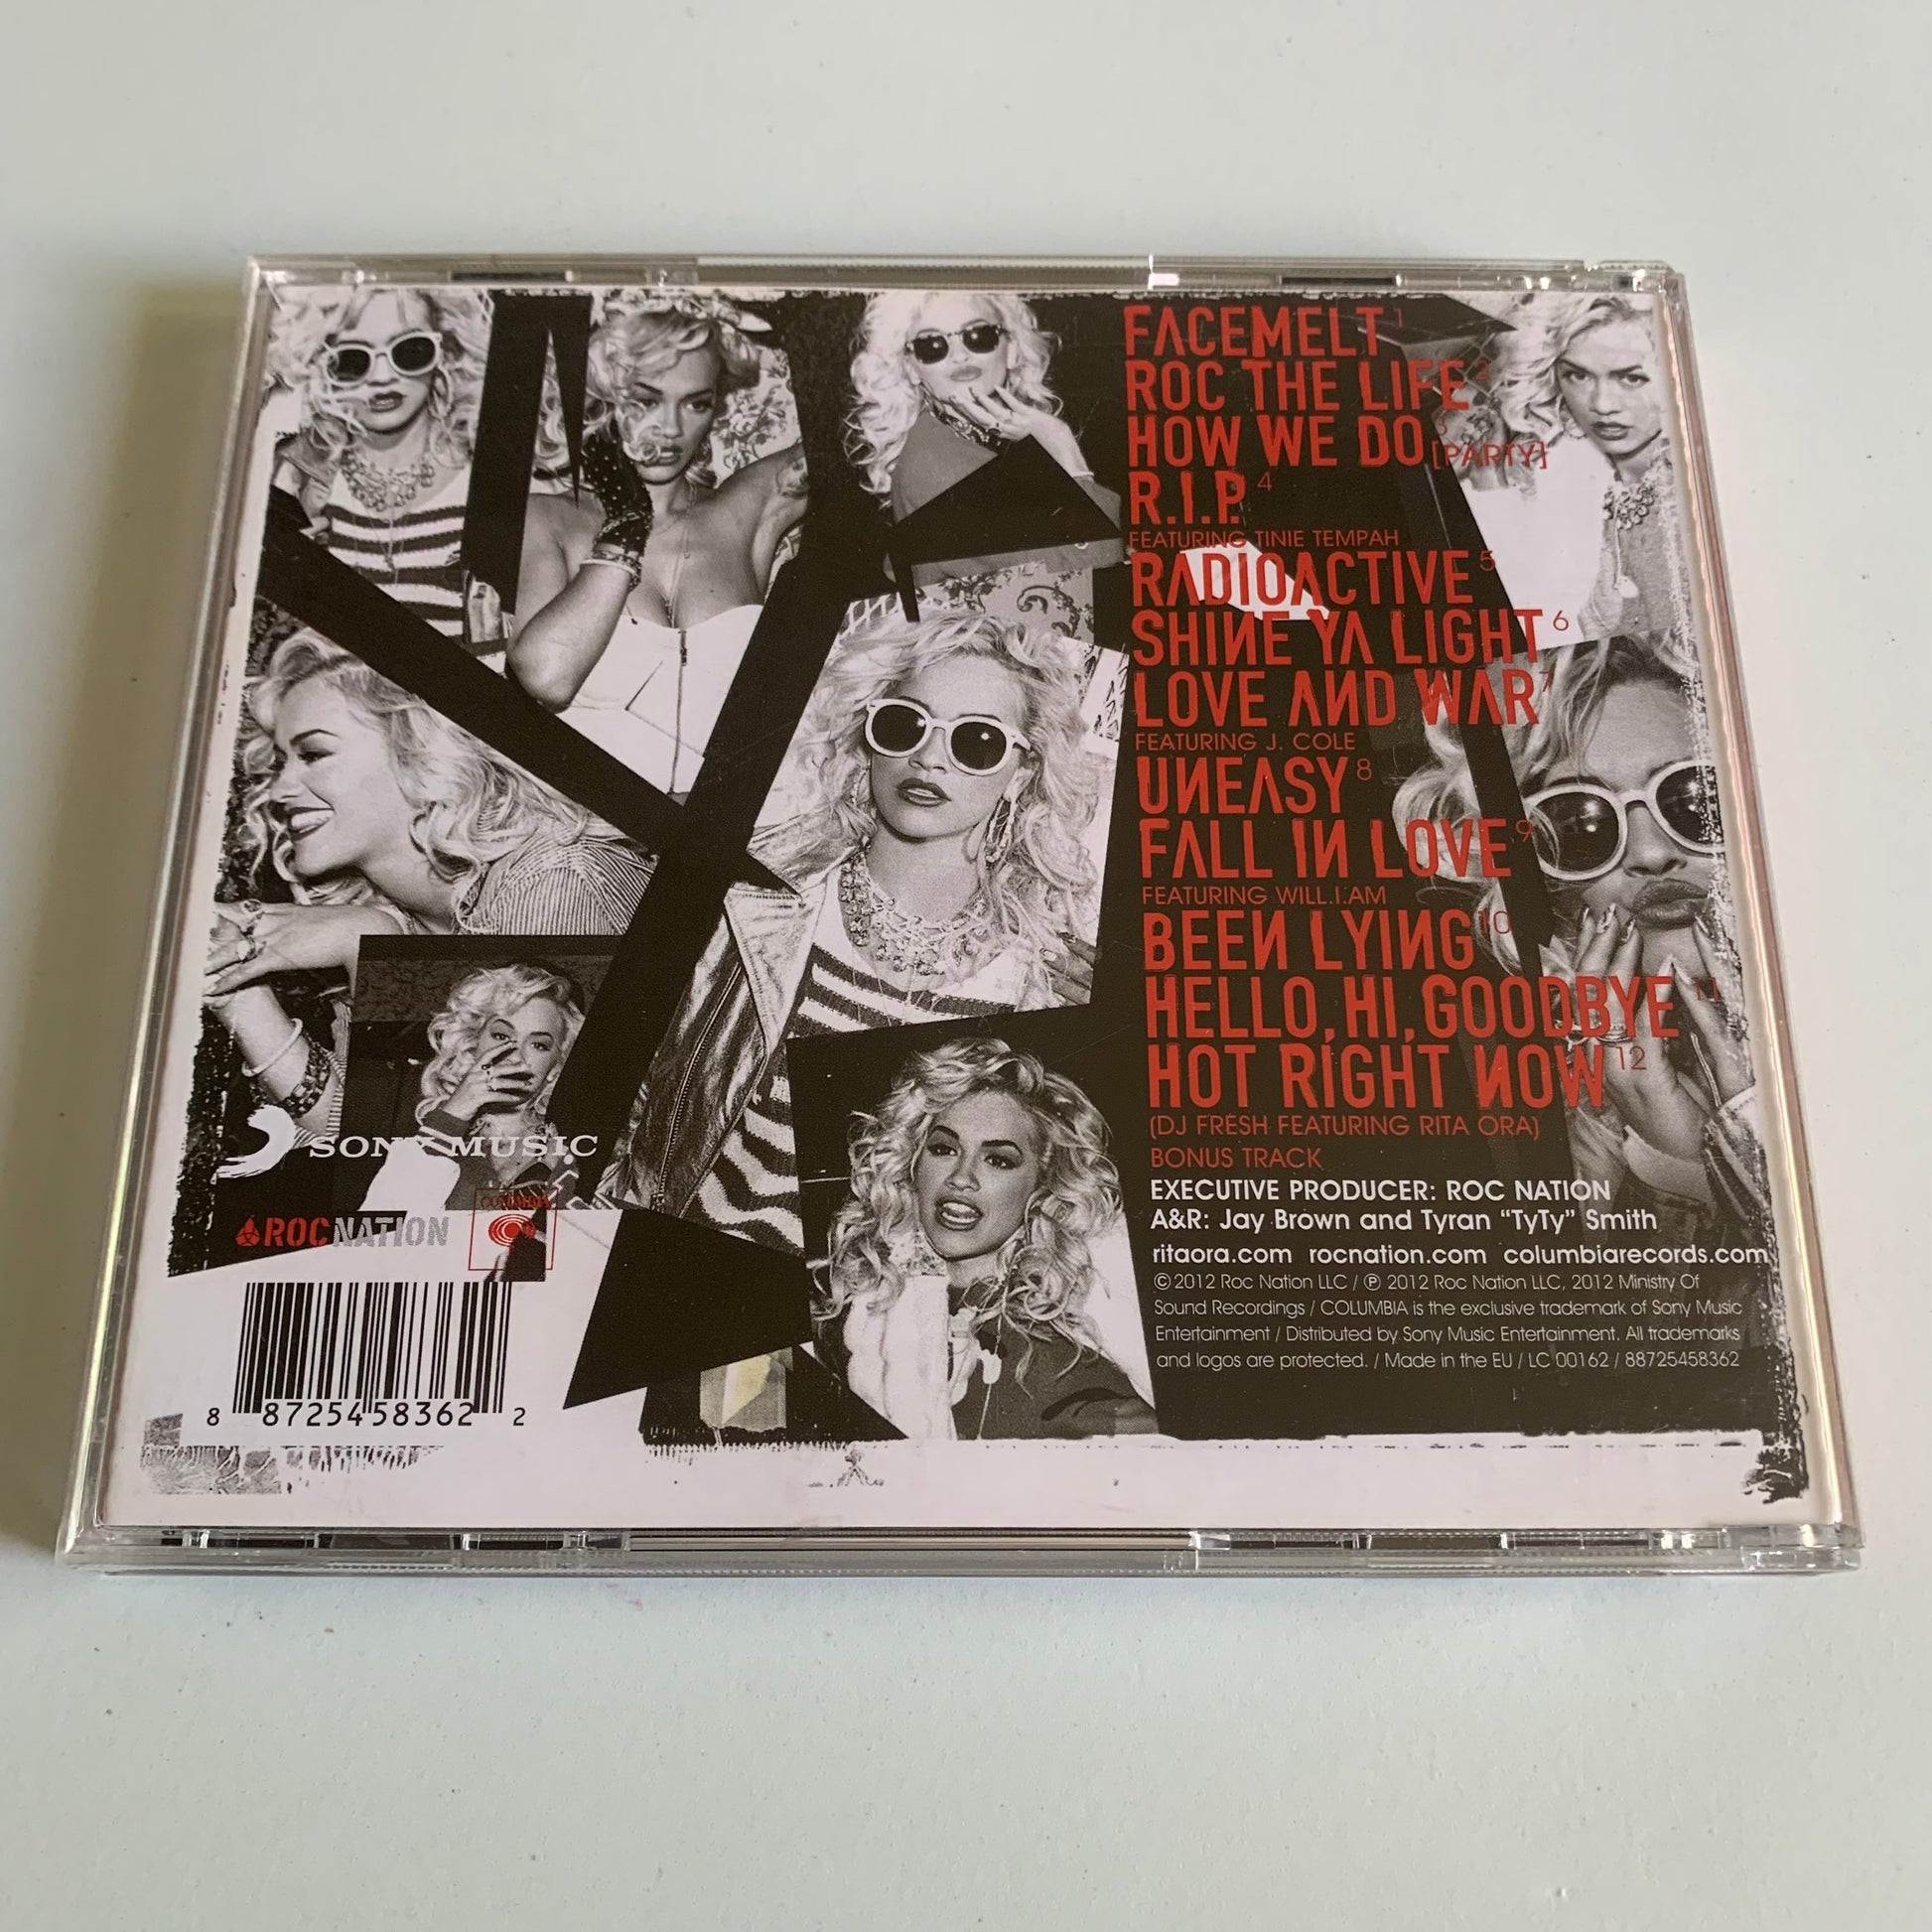 FACEMELT 1
ROC THE LIFE 2
HOW WE DO [PARTY] 3
R.I.P. 4
FEATURING TINIE TEMPAH
RADIOACTIVE 5
SHINE YA LIGHT 6
LOVE AND WAR 7
FEATURING J. COLE
UNEASY 8
FALL IN LOVE 9
FEATURING WILL.I.AM
BEEN LYING 10
HELLO, HI, GOODBYE 11
HOT RIGHT NOW 12
(DJ FRESH FEATURING RITA ORA)
BONUS TRACK
EXECUTIVE PRODUCER: ROC NATION
A&R: Jay Brown and Tyran “TyTy” Smith
ritaora.com rocnation.com columbiarecords.com
© 2012 Roc Nation LLC / ℗ 2012 Roc Nation LLC, 2012 Ministry Of
Sound Recordings / COLUMBIA is the exclusive trademark of Sony Music
Entertainment / Distributed by Sony Music Entertainment. All trademarks
and logos are protected. / Made in the EU / LC 00162 / 88725458362
SONY MUSIC
ROCNATION
COLUMBIA
8 87254 58362 2